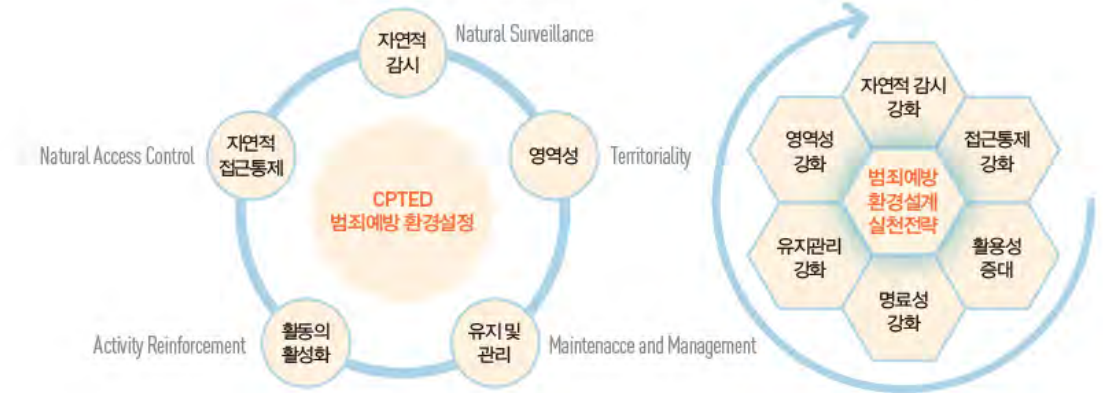 자연적
감시
Natural Surveillance
자연적
접근통제
Natural Access Control
영역성
Territoriality
CPTED
범죄예방 환경설정
활동의
활성화
Activity Reinforcement
유지 및
관리
Maintenacce and Management
자연적 감시
강화
영역성
강화
접근통제
강화
범죄예방
환경설계
실천전략
유지관리
강화
활용성
증대
명료성
강화